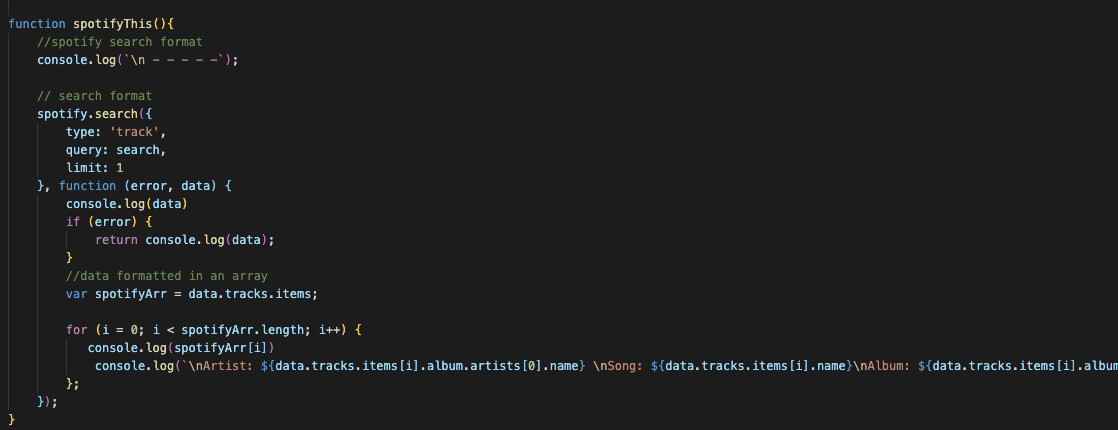 function spotifyThis(){
    //spotify search format
    console.log(`\n - - - - -`);

    // search format
    spotify.search({
        type: 'track',
        query: search,
        limit: 1
    }, function (error, data) {
        console.log(data)
        if (error) {
            return console.log(data);
        }
        //data formatted in an array
        var spotifyArr = data.tracks.items;

        for (i = 0; i < spotifyArr.length; i++) {
           console.log(spotifyArr[i])
            console.log(`\nArtist: ${data.tracks.items[i].album.artists[0].name} \nSong: ${data.tracks.items[i].name}\nAlbum: ${data.tracks.items[i].album
        };
    });
}